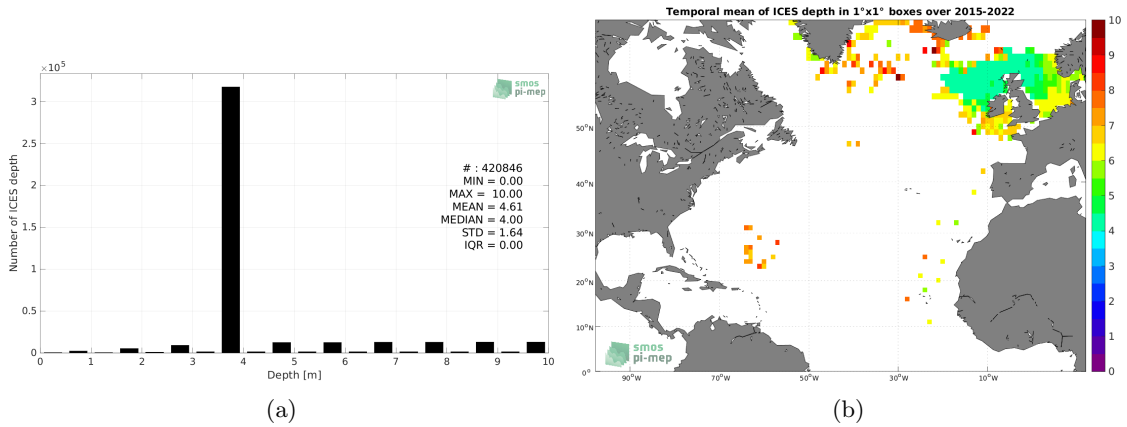 ×10⁵
smos
pi-mep
3
2.5
2
1.5
1
0.5
0
Number of ICES depth
# : 420846
MIN = 0.00
MAX = 10.00
MEAN = 4.61
MEDIAN = 4.00
STD = 1.64
IQR = 0.00
0 1 2 3 4 5 6 7 8 9 10
Depth [m]
(a)
Temporal mean of ICES depth in 1°x1° boxes over 2015-2022
50°N
40°N
30°N
20°N
10°N
0°
90°W 70°W 50°W 30°W 10°W
smos
pi-mep
10
9
8
7
6
5
4
3
2
1
0
(b)